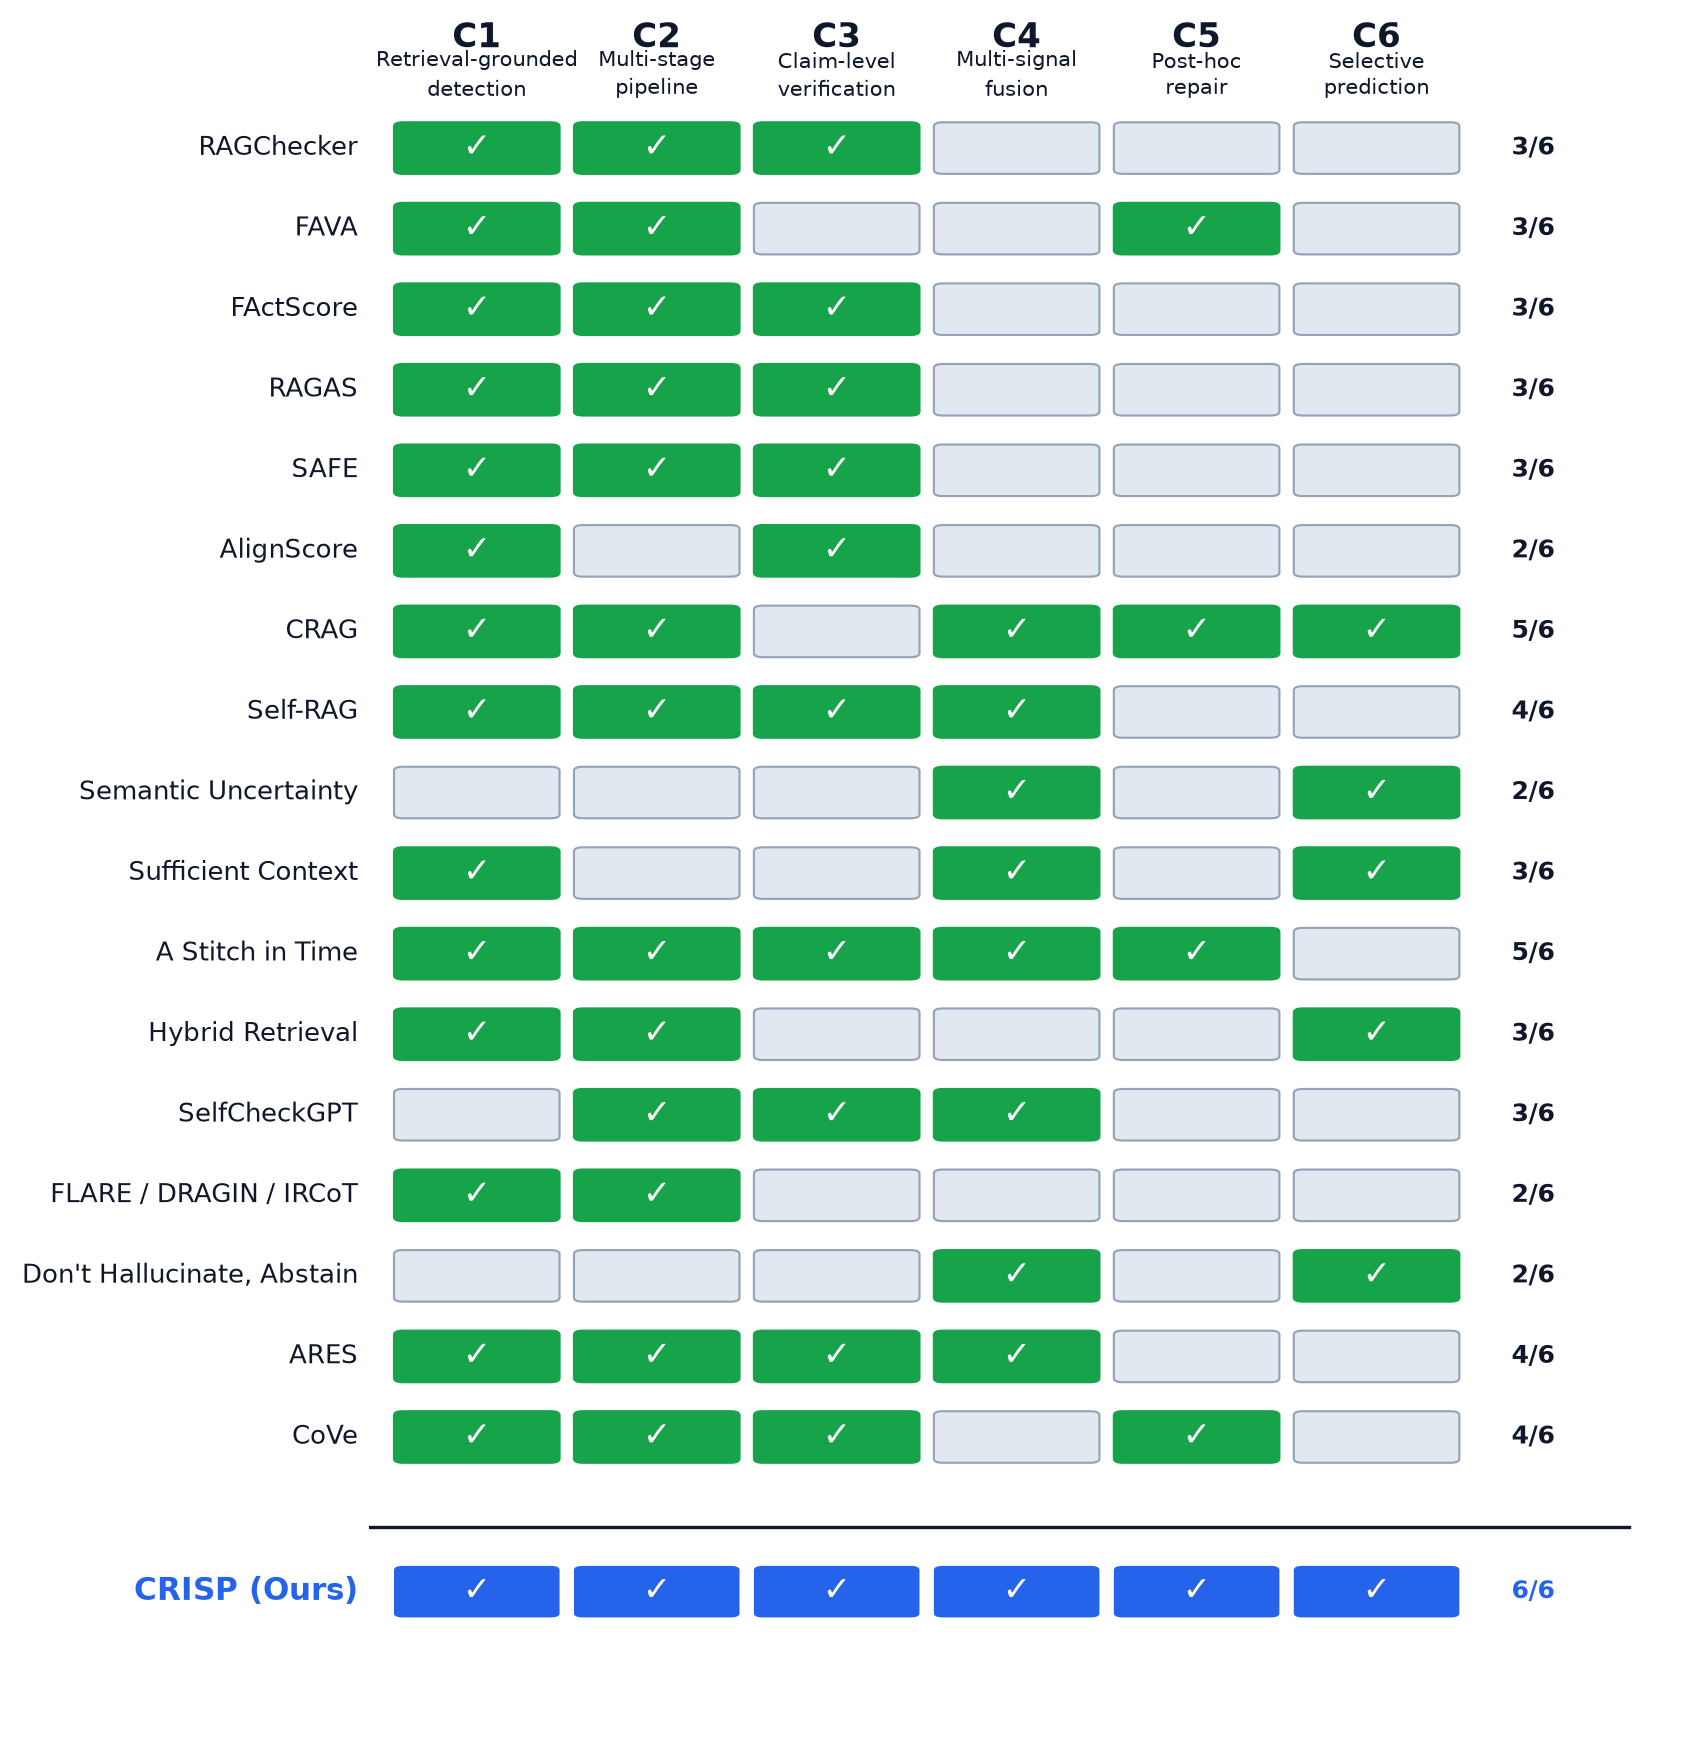 C1 C2 C3 C4 C5 C6
Retrieval-grounded Multi-stage Claim-level Multi-signal Post-hoc Selective
detection pipeline verification fusion repair prediction
RAGChecker ✓ ✓ ✓ 3/6
FAVA ✓ ✓ ✓ 3/6
FActScore ✓ ✓ ✓ 3/6
RAGAS ✓ ✓ ✓ 3/6
SAFE ✓ ✓ ✓ 3/6
AlignScore ✓ ✓ 2/6
CRAG ✓ ✓ ✓ ✓ ✓ 5/6
Self-RAG ✓ ✓ ✓ ✓ 4/6
Semantic Uncertainty ✓ ✓ 2/6
Sufficient Context ✓ ✓ ✓ 3/6
A Stitch in Time ✓ ✓ ✓ ✓ ✓ 5/6
Hybrid Retrieval ✓ ✓ ✓ 3/6
SelfCheckGPT ✓ ✓ ✓ 3/6
FLARE / DRAGIN / IRCoT ✓ ✓ 2/6
Don't Hallucinate, Abstain ✓ ✓ 2/6
ARES ✓ ✓ ✓ ✓ 4/6
CoVe ✓ ✓ ✓ ✓ 4/6
CRISP (Ours) ✓ ✓ ✓ ✓ ✓ ✓ 6/6